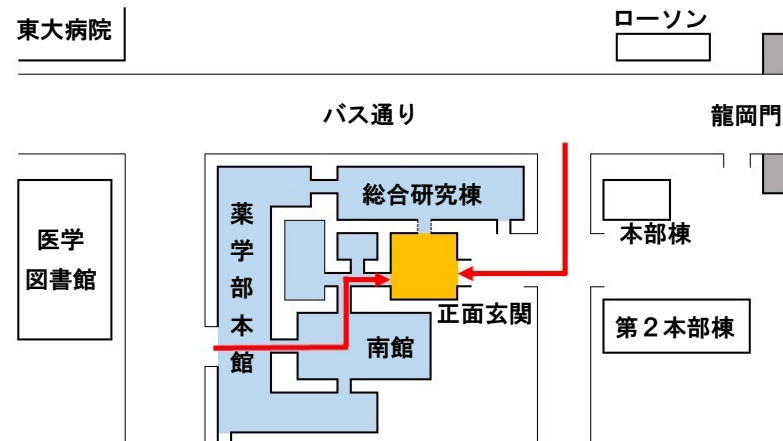 東大病院
ローソン
バス通り
龍岡門
総合研究棟
薬学部本館
医学
図書館
本部棟
正面玄関
第２本部棟
南館